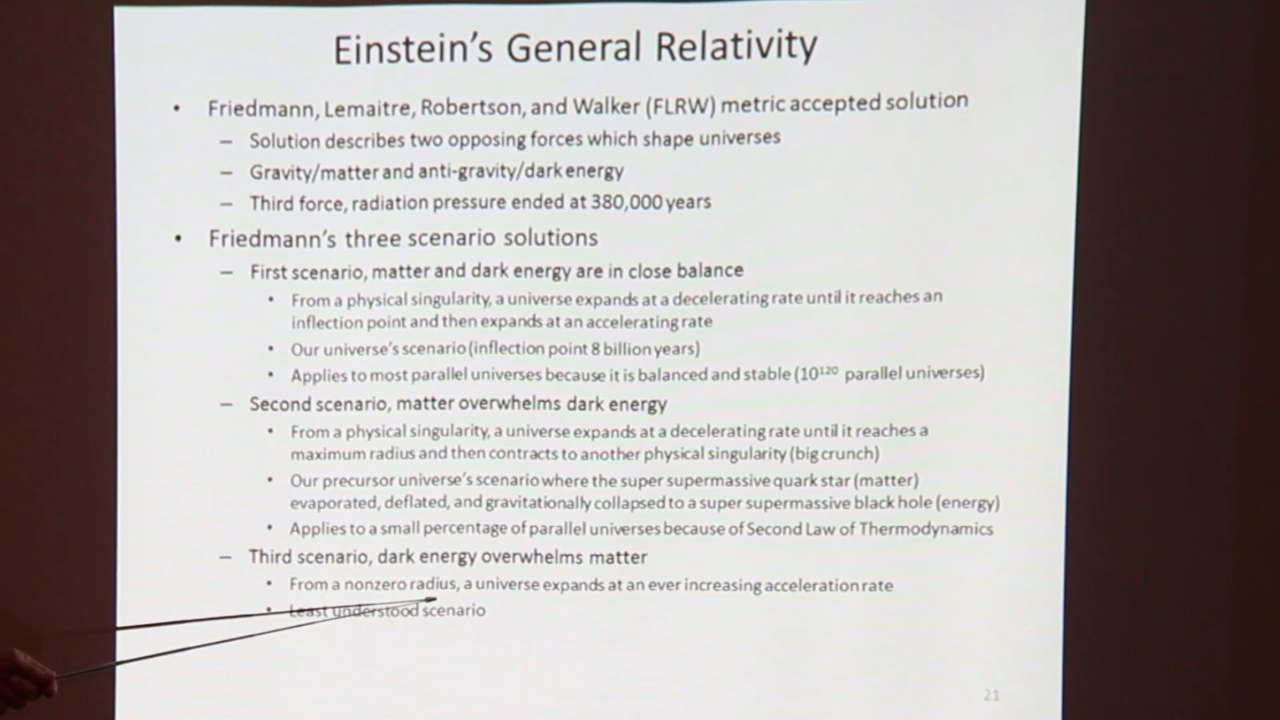 Einstein's General Relativity
• Friedmann, Lemaitre, Robertson, and Walker (FLRW) metric accepted solution
– Solution describes two opposing forces which shape universes
– Gravity/matter and anti-gravity/dark energy
– Third force, radiation pressure ended at 380,000 years
• Friedmann's three scenario solutions
– First scenario, matter and dark energy are in close balance
• From a physical singularity, a universe expands at a decelerating rate until it reaches an
inflection point and then expands at an accelerating rate
• Our universe's scenario (inflection point 8 billion years)
• Applies to most parallel universes because it is balanced and stable (10¹²⁰ parallel universes)
– Second scenario, matter overwhelms dark energy
• From a physical singularity, a universe expands at a decelerating rate until it reaches a
maximum radius and then contracts to another physical singularity (big crunch)
• Our precursor universe's scenario where the super supermassive quark star (matter)
evaporated, deflated, and gravitationally collapsed to a super supermassive black hole (energy)
• Applies to a small percentage of parallel universes because of Second Law of Thermodynamics
– Third scenario, dark energy overwhelms matter
• From a nonzero radius, a universe expands at an ever increasing acceleration rate
• Least understood scenario
21